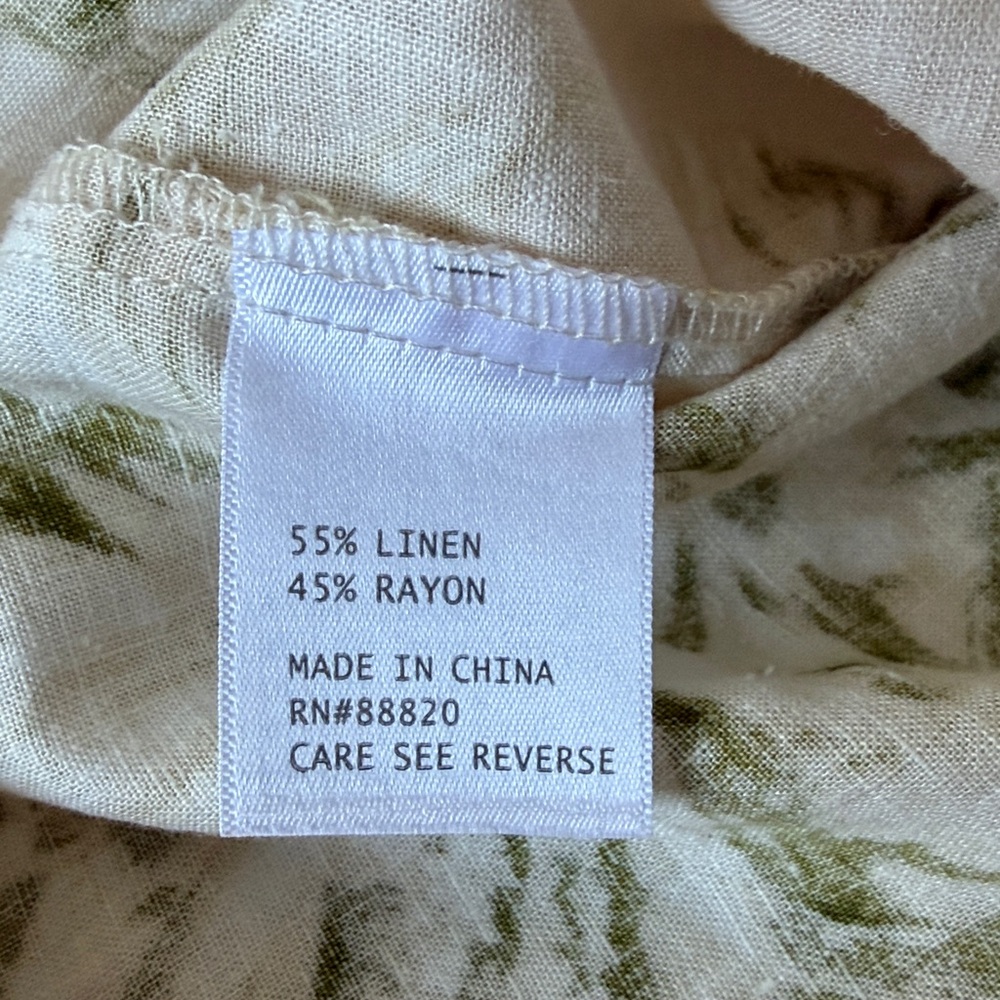 55% LINEN
45% RAYON
MADE IN CHINA
RN#88820
CARE SEE REVERSE